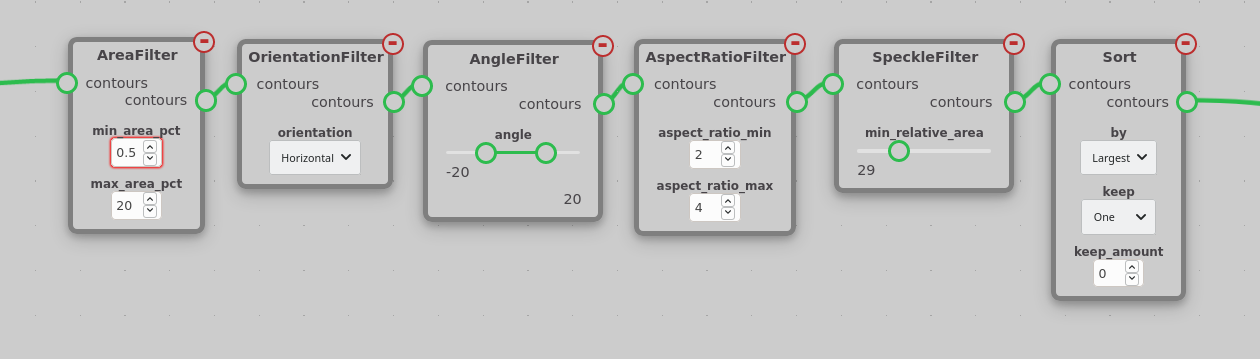 AreaFilter
contours
contours
min_area_pct
0.5
max_area_pct
20
OrientationFilter
contours
contours
orientation
Horizontal
AngleFilter
contours
contours
angle
-20
20
AspectRatioFilter
contours
contours
aspect_ratio_min
2
aspect_ratio_max
4
SpeckleFilter
contours
contours
min_relative_area
29
Sort
contours
contours
by
Largest
keep
One
keep_amount
0